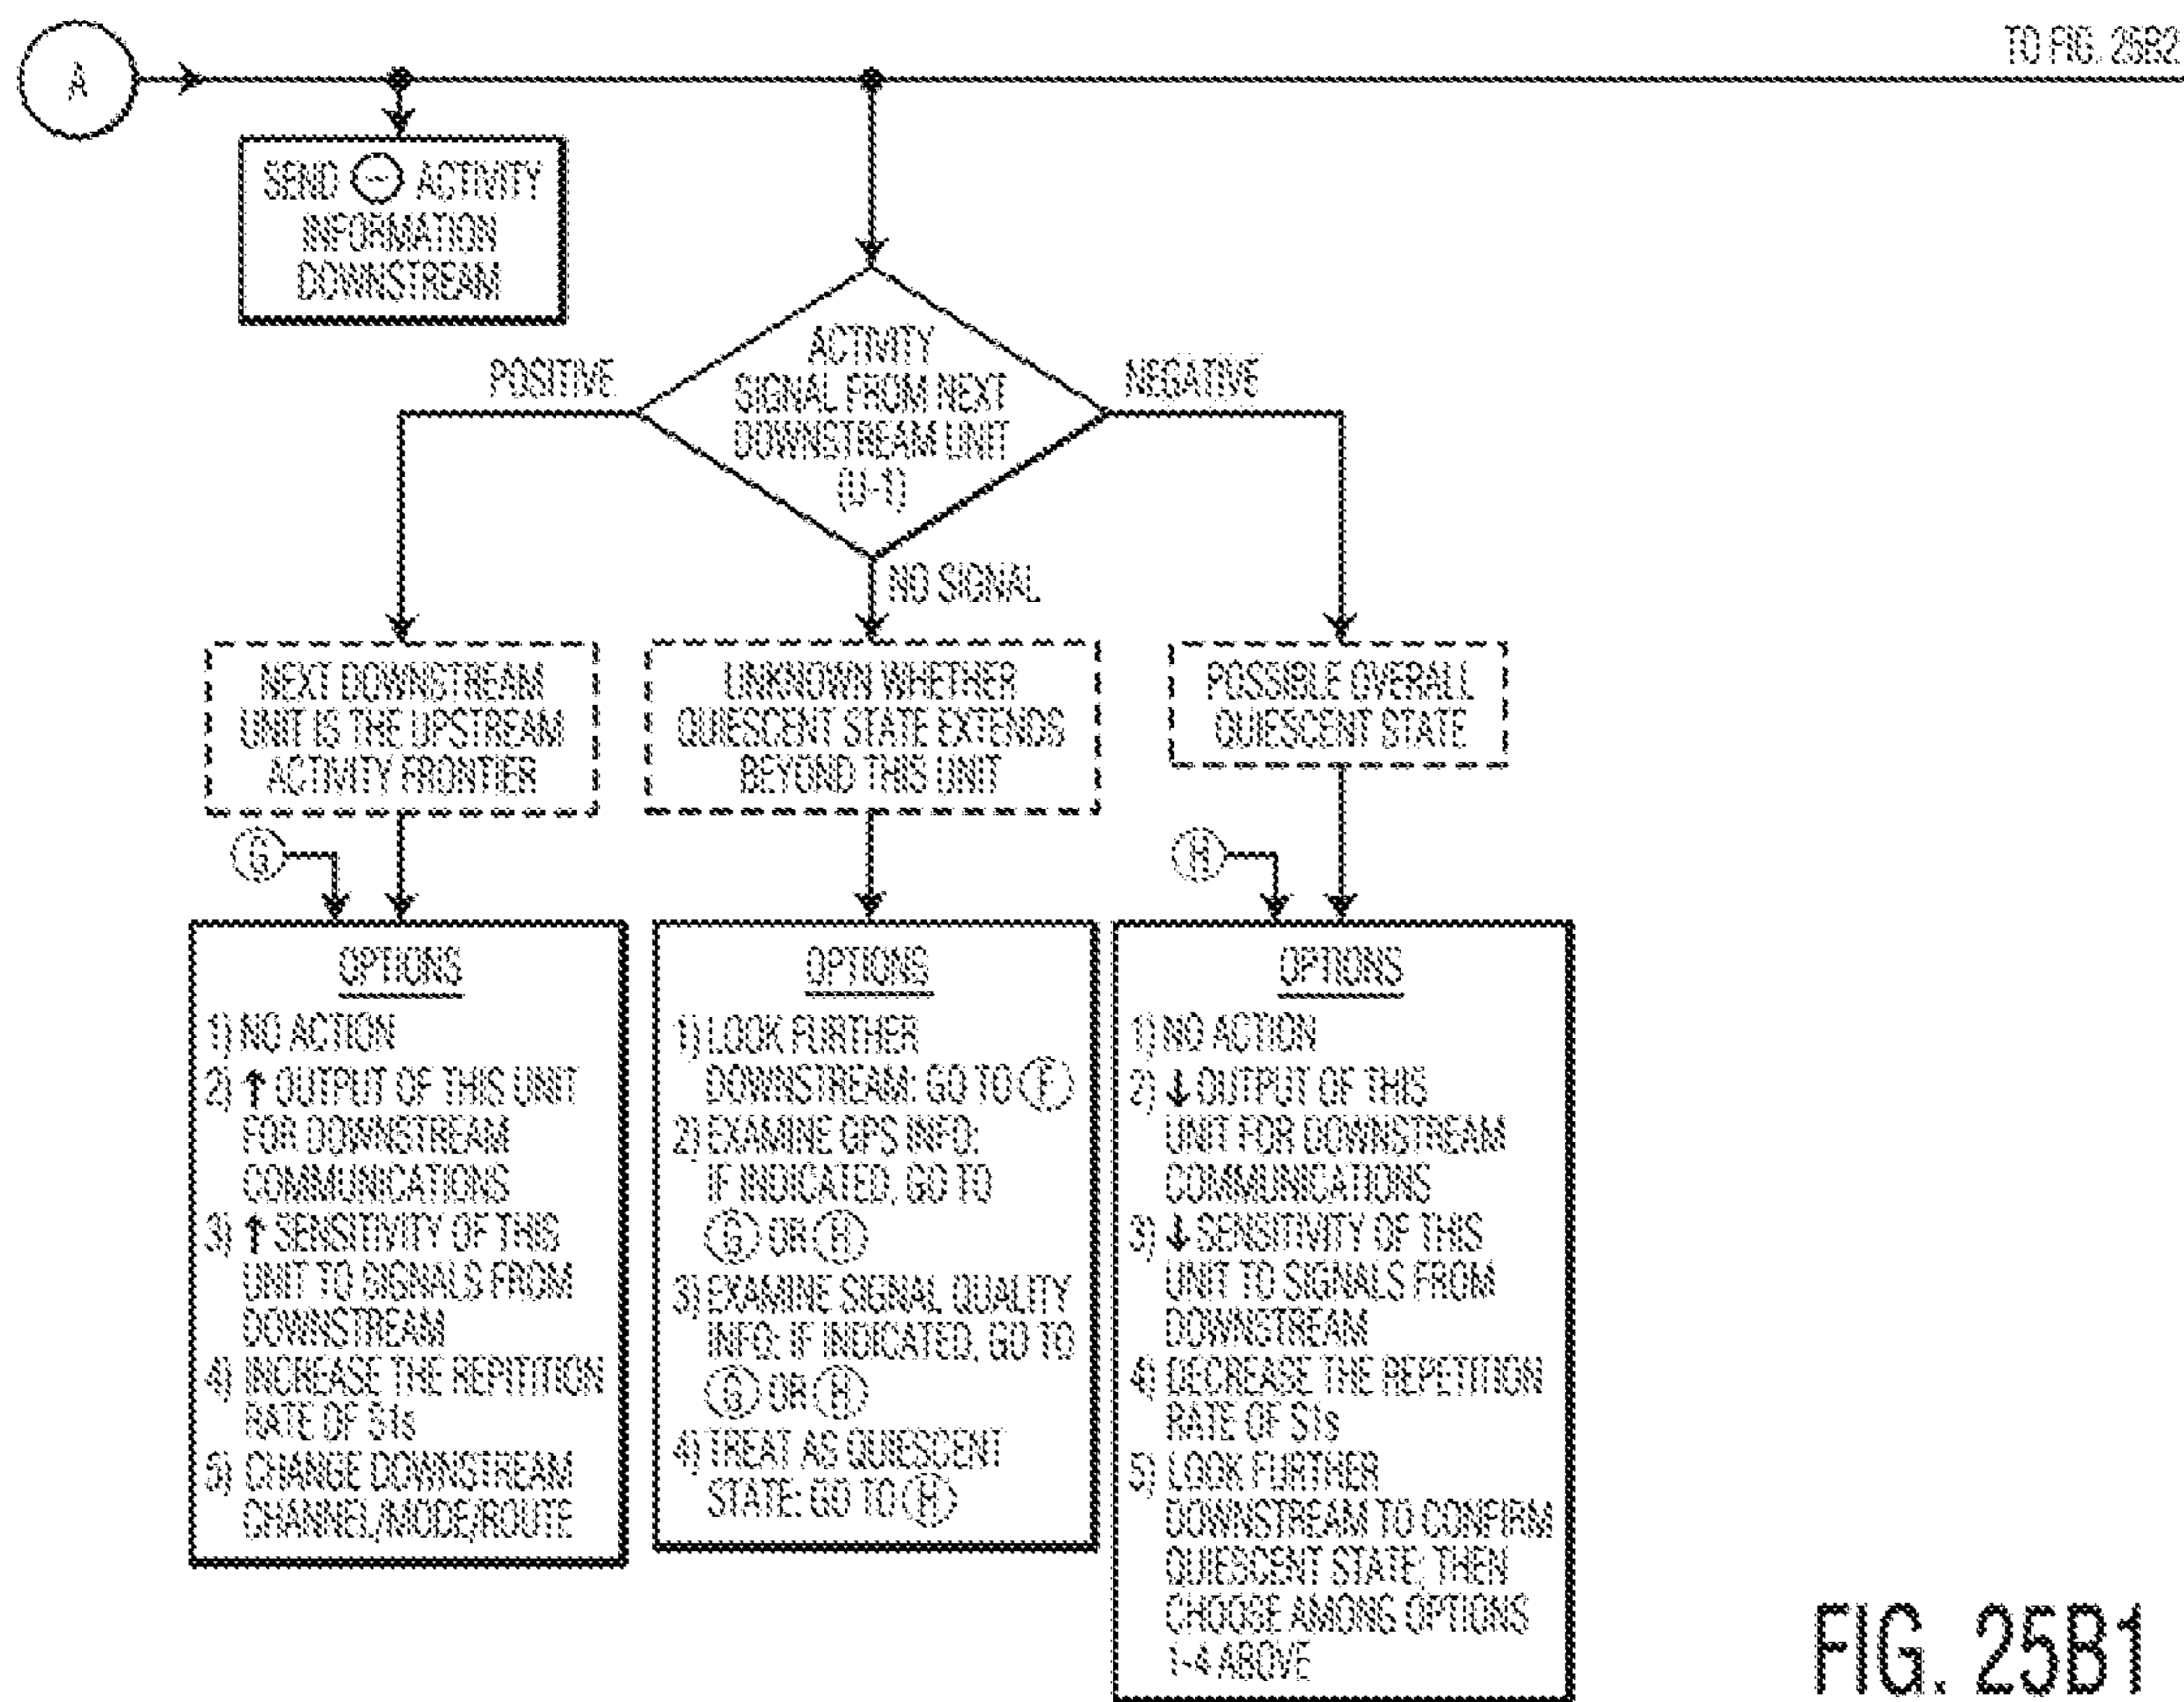 A
TO FIG. 25B2
SEND (−) ACTIVITY
INFORMATION
DOWNSTREAM
ACTIVITY
SIGNAL FROM NEXT
DOWNSTREAM UNIT
(U-1)
POSITIVE
NEGATIVE
NO SIGNAL
NEXT DOWNSTREAM
UNIT IS THE UPSTREAM
ACTIVITY FRONTIER
UNKNOWN WHETHER
QUIESCENT STATE EXTENDS
BEYOND THIS UNIT
POSSIBLE OVERALL
QUIESCENT STATE
G
H
OPTIONS
1) NO ACTION
2) ↑ OUTPUT OF THIS UNIT
FOR DOWNSTREAM
COMMUNICATIONS
3) ↑ SENSITIVITY OF THIS
UNIT TO SIGNALS FROM
DOWNSTREAM
4) INCREASE THE REPITITION
RATE OF S1s
5) CHANGE DOWNSTREAM
CHANNEL/MODE/ROUTE
OPTIONS
1) LOOK FURTHER
DOWNSTREAM: GO TO F
2) EXAMINE GPS INFO:
IF INDICATED, GO TO
G OR H
3) EXAMINE SIGNAL QUALITY
INFO: IF INDICATED, GO TO
G OR H
4) TREAT AS QUIESCENT
STATE: GO TO H
OPTIONS
1) NO ACTION
2) ↓ OUTPUT OF THIS
UNIT FOR DOWNSTREAM
COMMUNICATIONS
3) ↓ SENSITIVITY OF THIS
UNIT TO SIGNALS FROM
DOWNSTREAM
4) DECREASE THE REPETITION
RATE OF S1s
5) LOOK FURTHER
DOWNSTREAM TO CONFIRM
QUIESCENT STATE; THEN
CHOOSE AMONG OPTIONS
1-4 ABOVE
FIG. 25B1